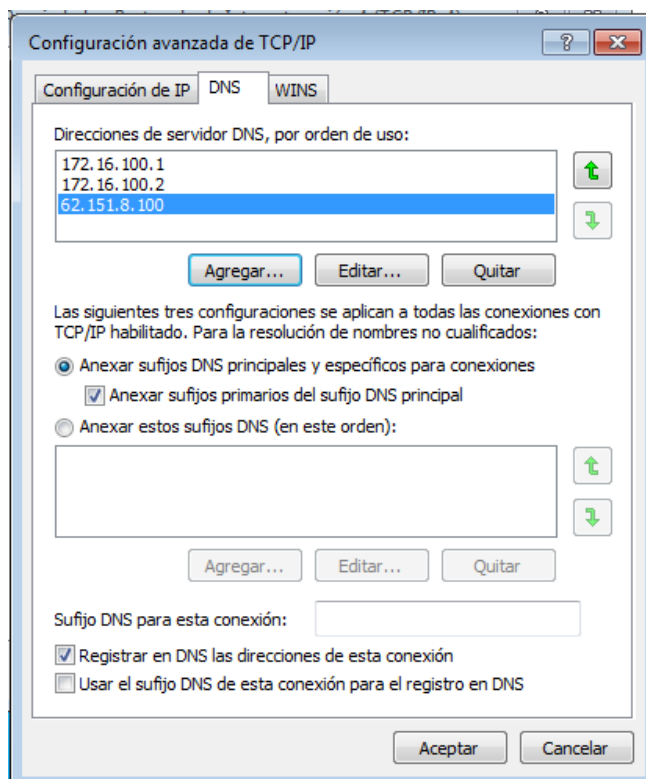 Configuración avanzada de TCP/IP
Configuración de IP DNS WINS
Direcciones de servidor DNS, por orden de uso:
172.16.100.1
172.16.100.2
62.151.8.100
Agregar... Editar... Quitar
Las siguientes tres configuraciones se aplican a todas las conexiones con
TCP/IP habilitado. Para la resolución de nombres no cualificados:
Anexar sufijos DNS principales y específicos para conexiones
Anexar sufijos primarios del sufijo DNS principal
Anexar estos sufijos DNS (en este orden):
Agregar... Editar... Quitar
Sufijo DNS para esta conexión:
Registrar en DNS las direcciones de esta conexión
Usar el sufijo DNS de esta conexión para el registro en DNS
Aceptar Cancelar